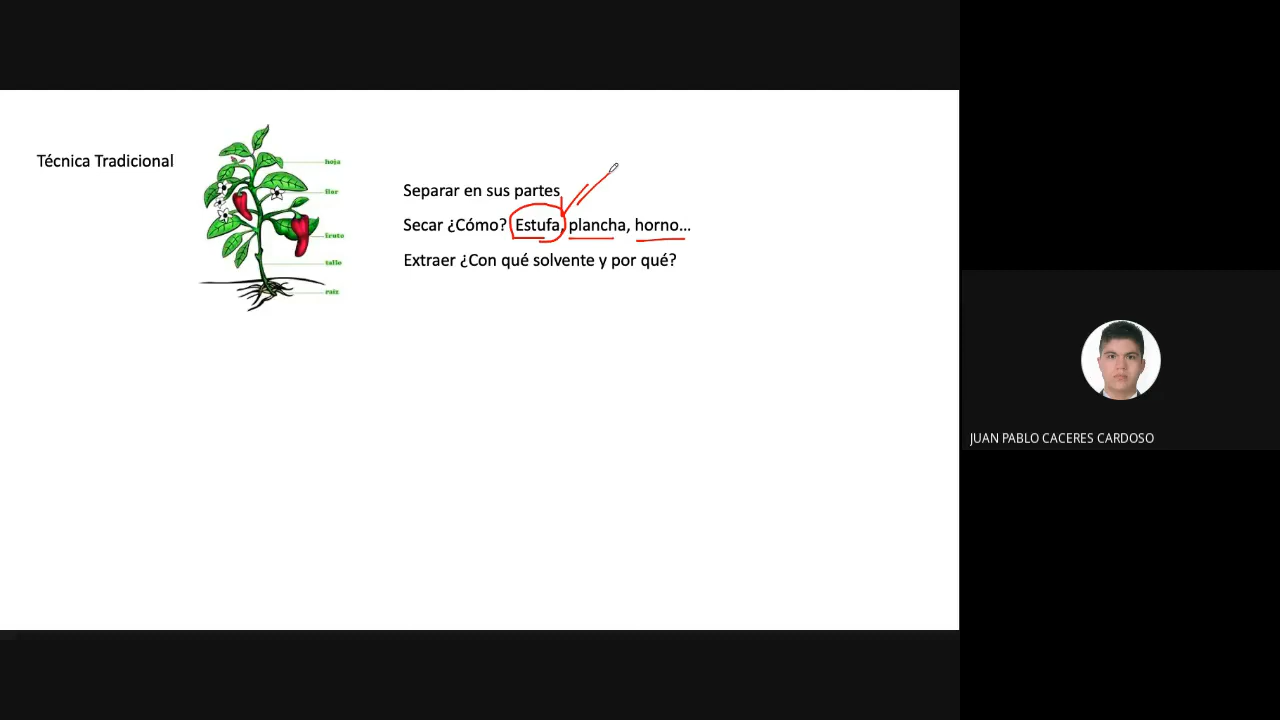 Técnica Tradicional
hoja
flor
fruto
tallo
raíz
Separar en sus partes
Secar ¿Cómo? Estufa, plancha, horno...
Extraer ¿Con qué solvente y por qué?
JUAN PABLO CACERES CARDOSO